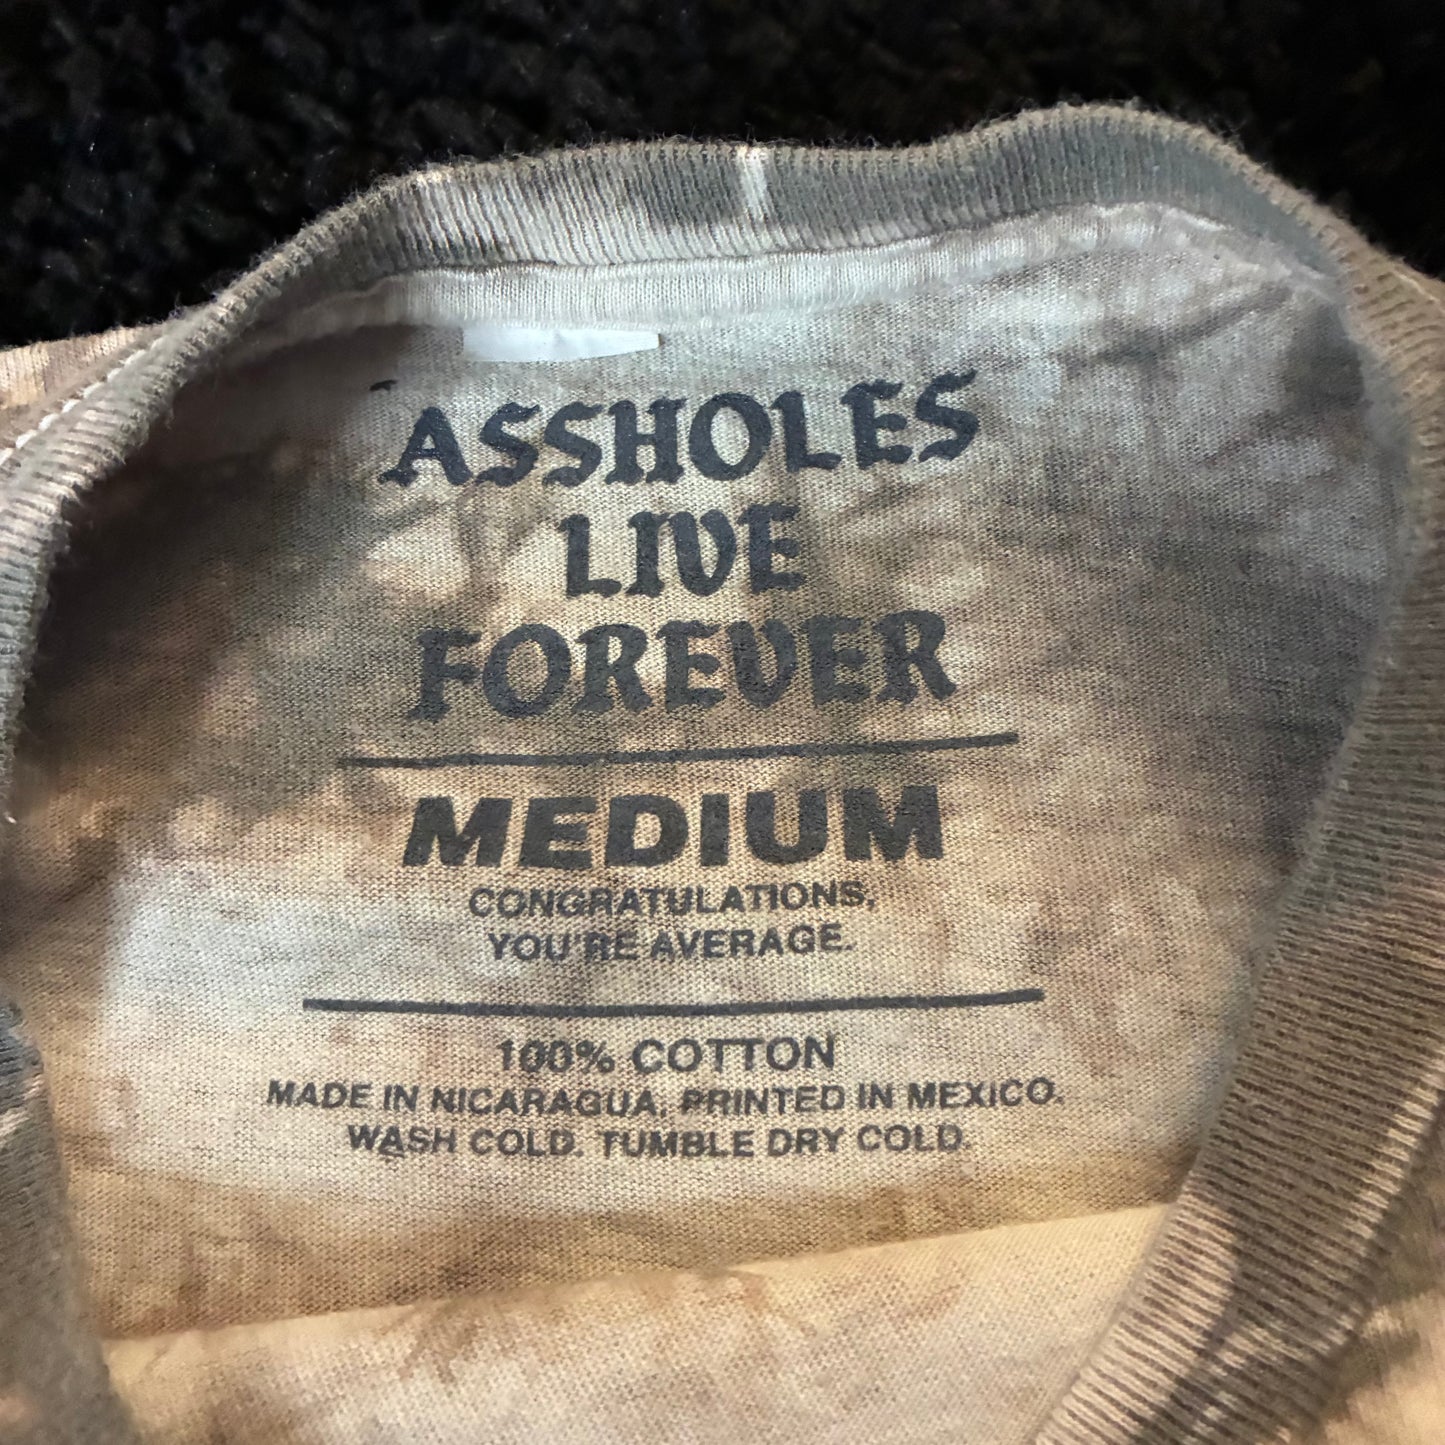 ASSHOLES
LIVE
FOREVER
MEDIUM
CONGRATULATIONS,
YOU'RE AVERAGE.
100% COTTON
MADE IN NICARAGUA, PRINTED IN MEXICO.
WASH COLD. TUMBLE DRY COLD.